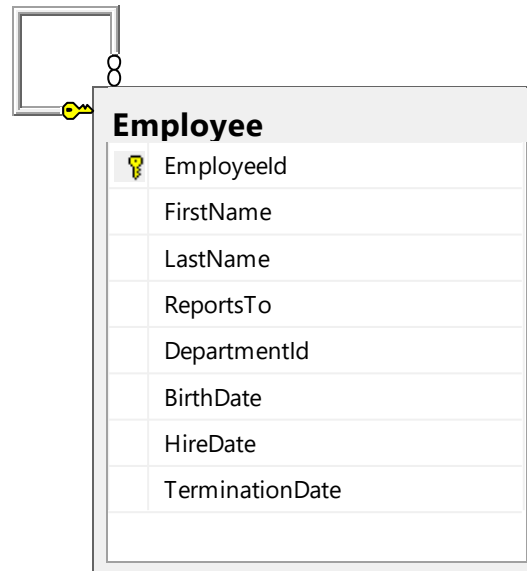 Employee
EmployeeId
FirstName
LastName
ReportsTo
DepartmentId
BirthDate
HireDate
TerminationDate